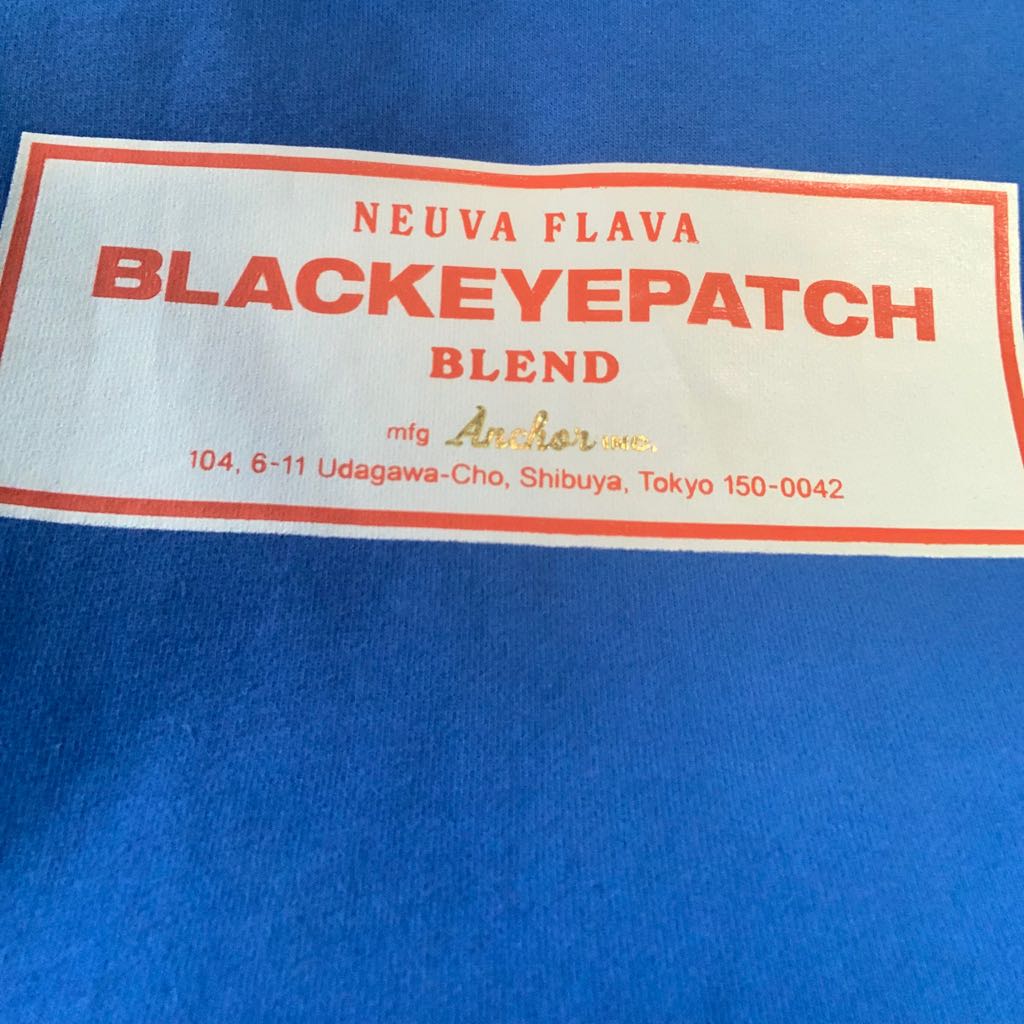 NEUVA FLAVA
BLACKEYEPATCH
BLEND
mfg Anchor INC.
104, 6-11 Udagawa-Cho, Shibuya, Tokyo 150-0042